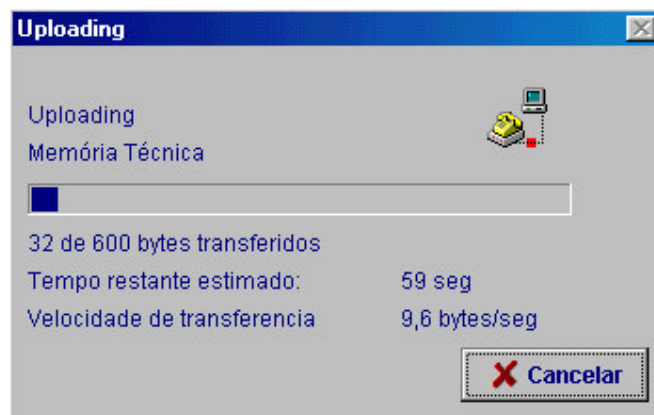 Uploading
Uploading
Memória Técnica
32 de 600 bytes transferidos
Tempo restante estimado: 59 seg
Velocidade de transferencia 9,6 bytes/seg
Cancelar